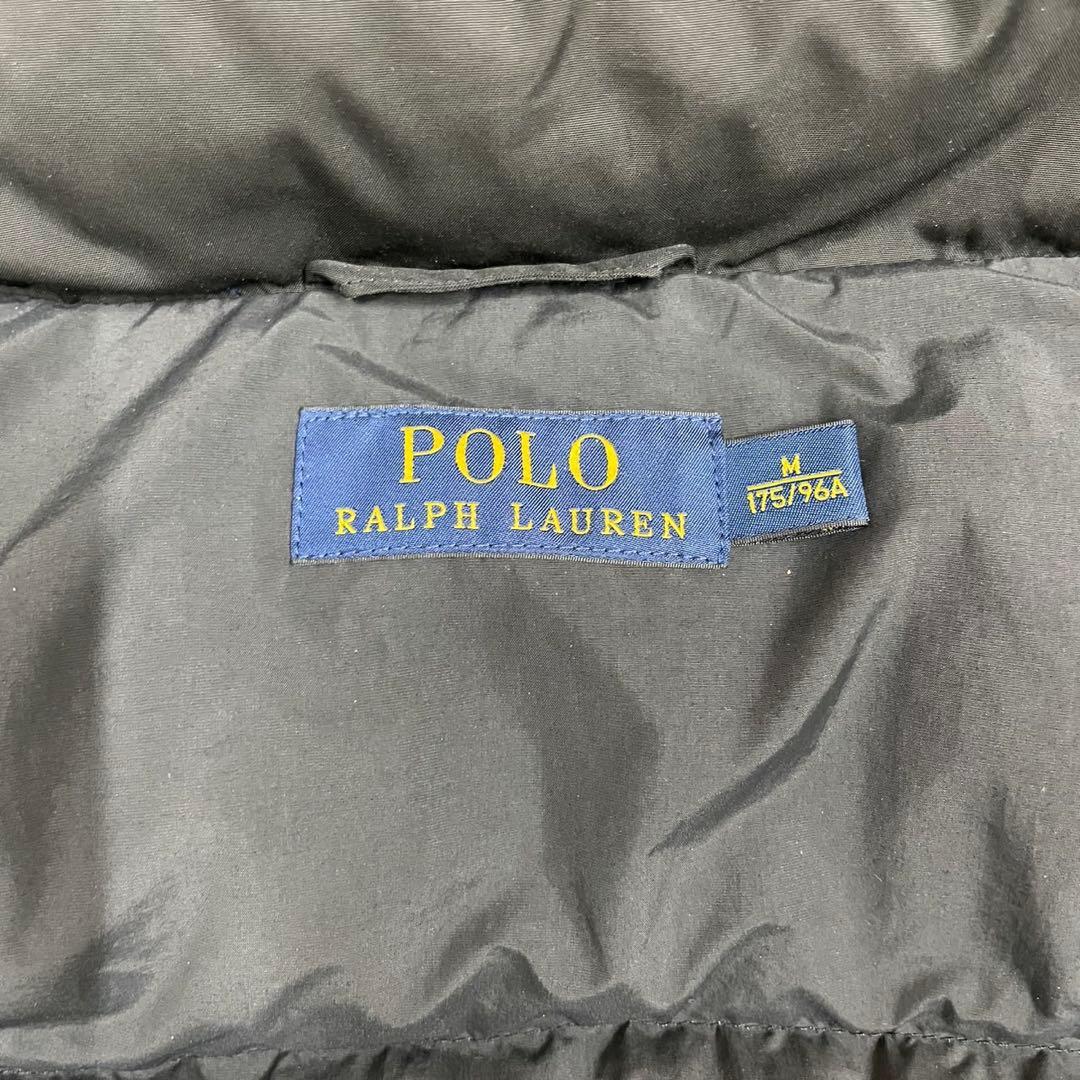 POLO
RALPH LAUREN
M
175/96A